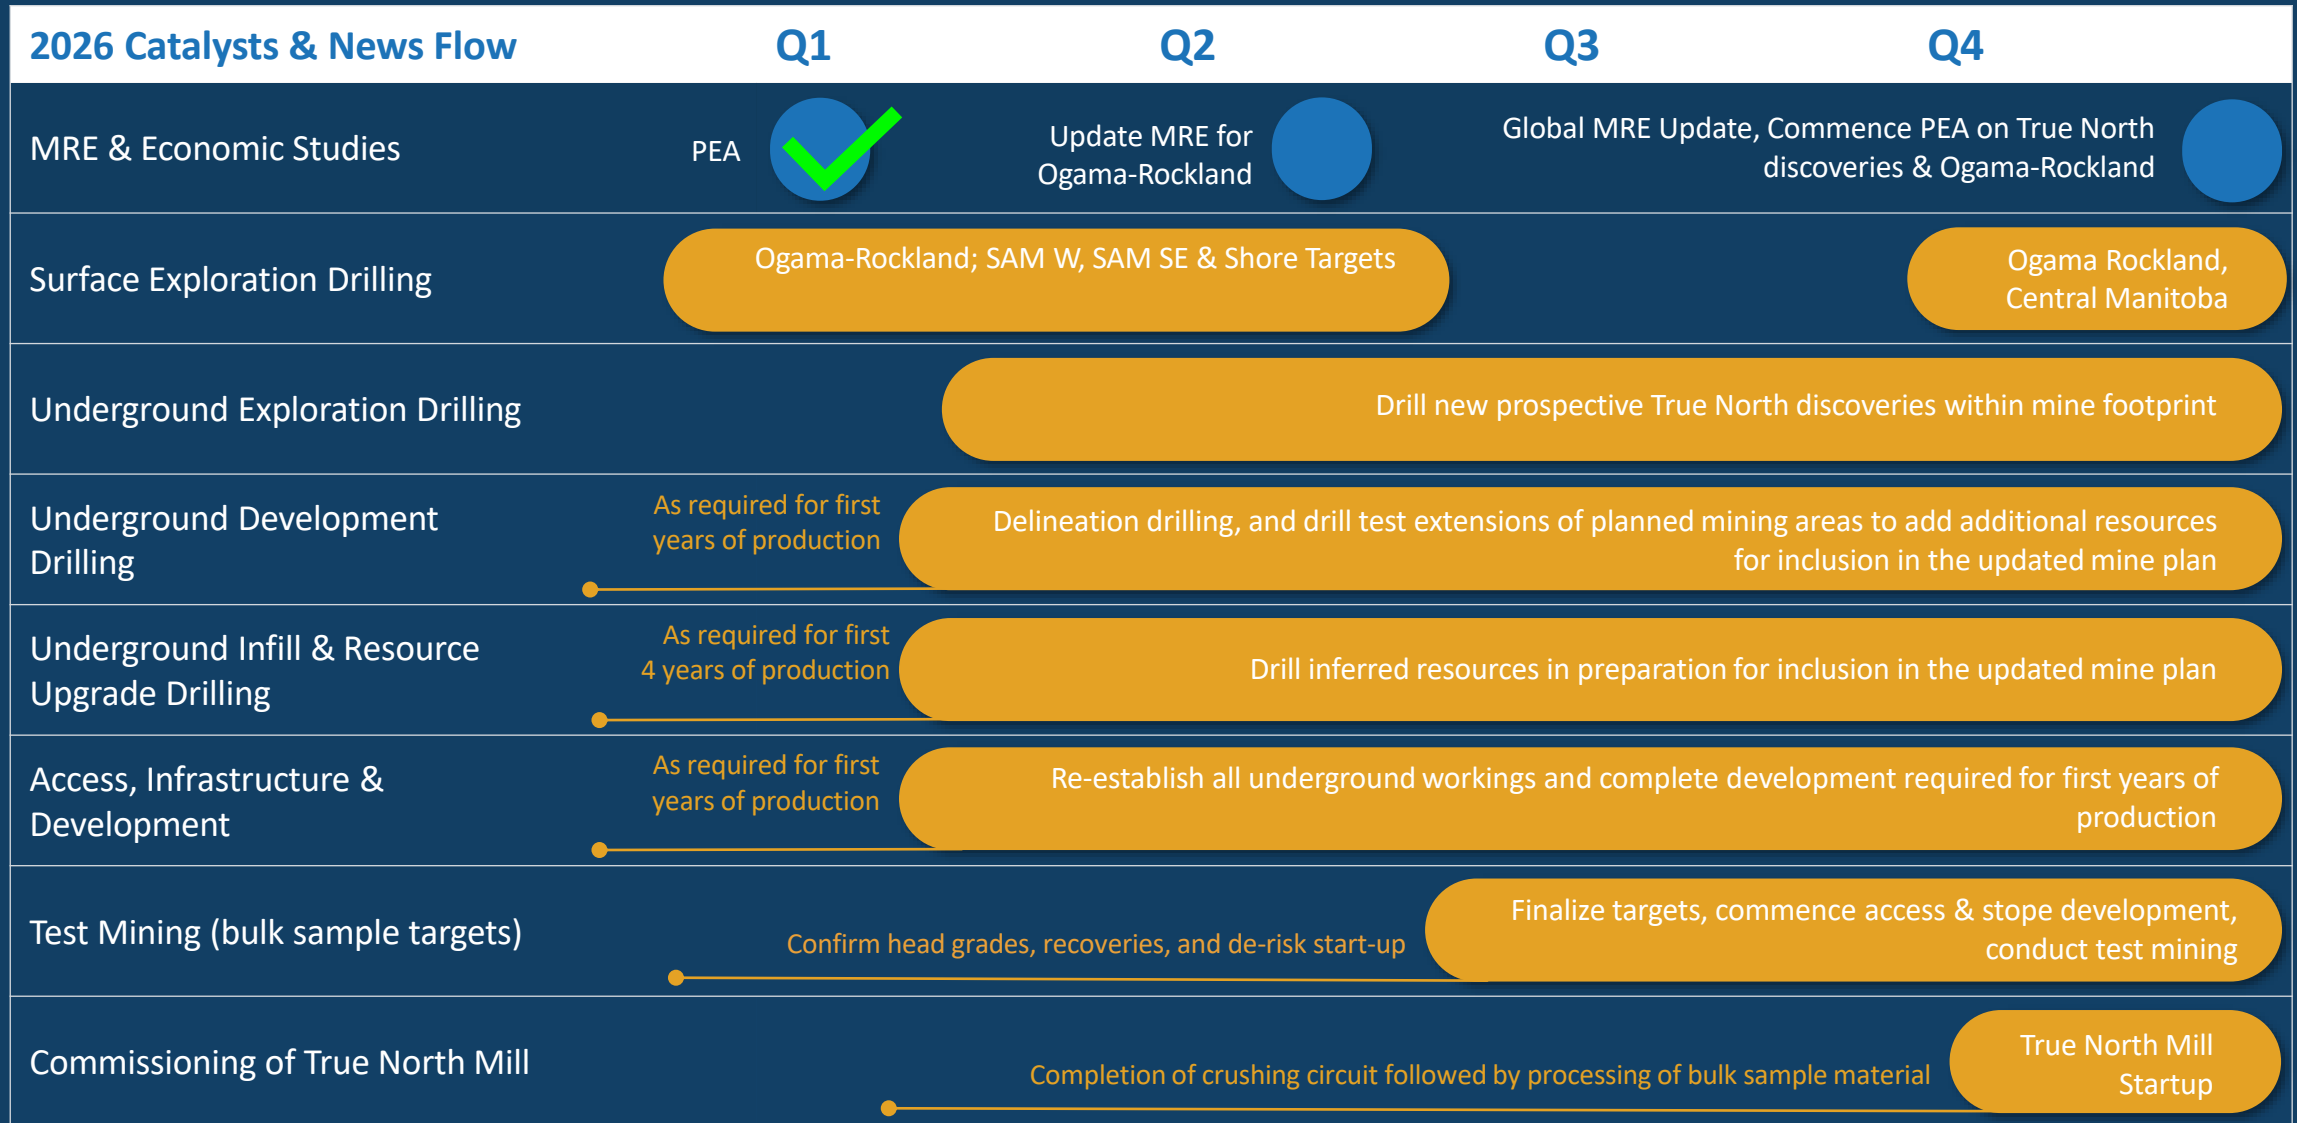 2026 Catalysts & News Flow
Q1
Q2
Q3
Q4
MRE & Economic Studies
PEA
Update MRE for
Ogama-Rockland
Global MRE Update, Commence PEA on True North
discoveries & Ogama-Rockland
Surface Exploration Drilling
Ogama-Rockland; SAM W, SAM SE & Shore Targets
Ogama Rockland,
Central Manitoba
Underground Exploration Drilling
Drill new prospective True North discoveries within mine footprint
Underground Development
Drilling
As required for first
years of production
Delineation drilling, and drill test extensions of planned mining areas to add additional resources
for inclusion in the updated mine plan
Underground Infill & Resource
Upgrade Drilling
As required for first
4 years of production
Drill inferred resources in preparation for inclusion in the updated mine plan
Access, Infrastructure &
Development
As required for first
years of production
Re-establish all underground workings and complete development required for first years of
production
Test Mining (bulk sample targets)
Confirm head grades, recoveries, and de-risk start-up
Finalize targets, commence access & stope development,
conduct test mining
Commissioning of True North Mill
Completion of crushing circuit followed by processing of bulk sample material
True North Mill
Startup